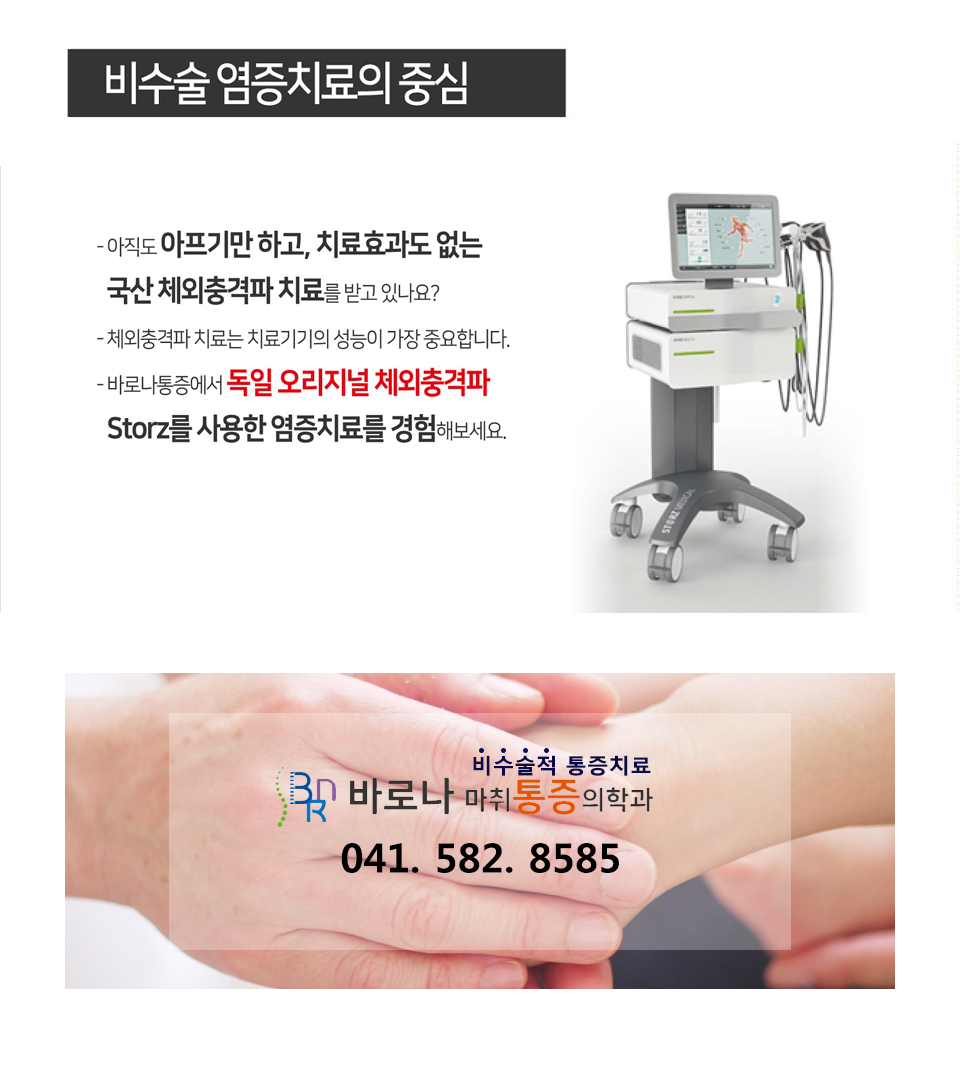 비수술 염증치료의 중심
- 아직도 아프기만 하고, 치료효과도 없는
국산 체외충격파 치료를 받고 있나요?
- 체외충격파 치료는 치료기기의 성능이 가장 중요합니다.
- 바로나통증에서 독일 오리지널 체외충격파
Storz를 사용한 염증치료를 경험해보세요.
STORZ MEDICAL
비수술적 통증치료
BnR 바로나 마취통증의학과
041. 582. 8585